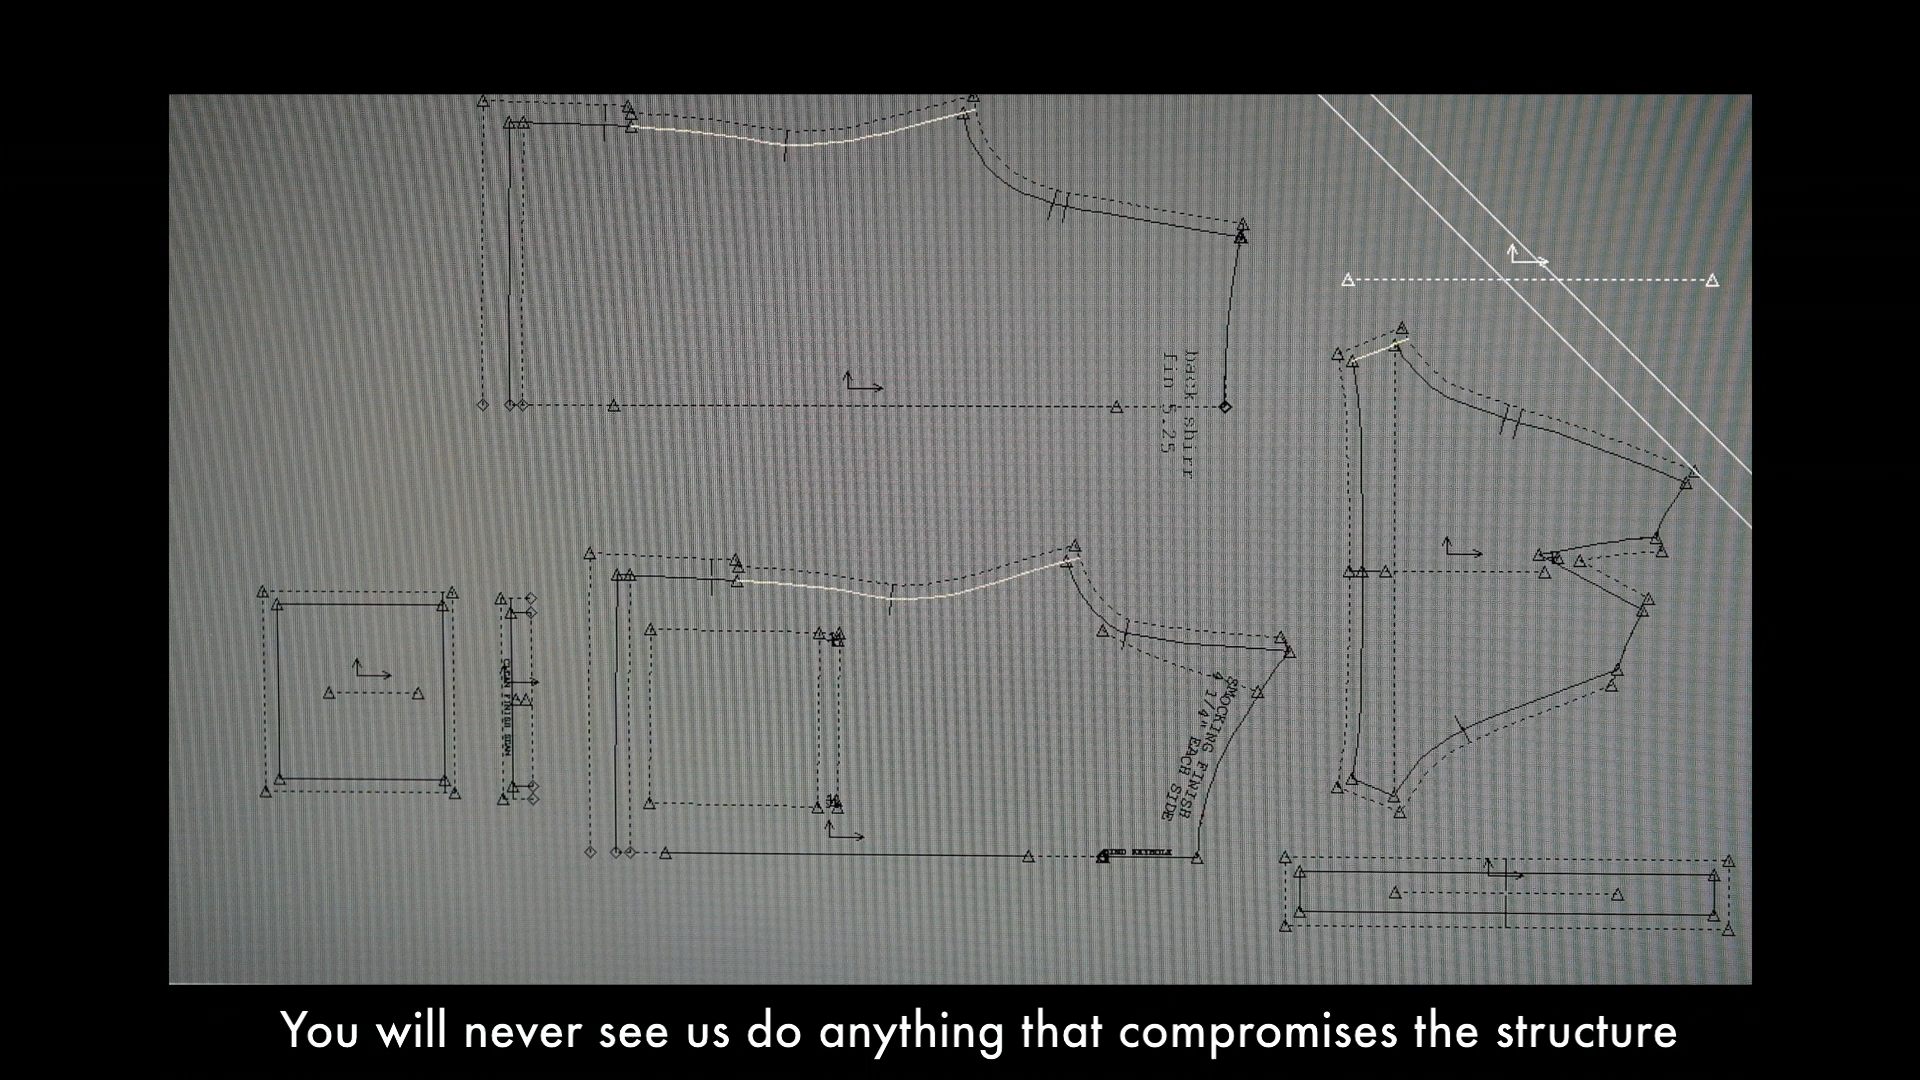 back shirr
fin 5.25
SMOCKING FINISH
4 1/4" EACH SIDE
You will never see us do anything that compromises the structure